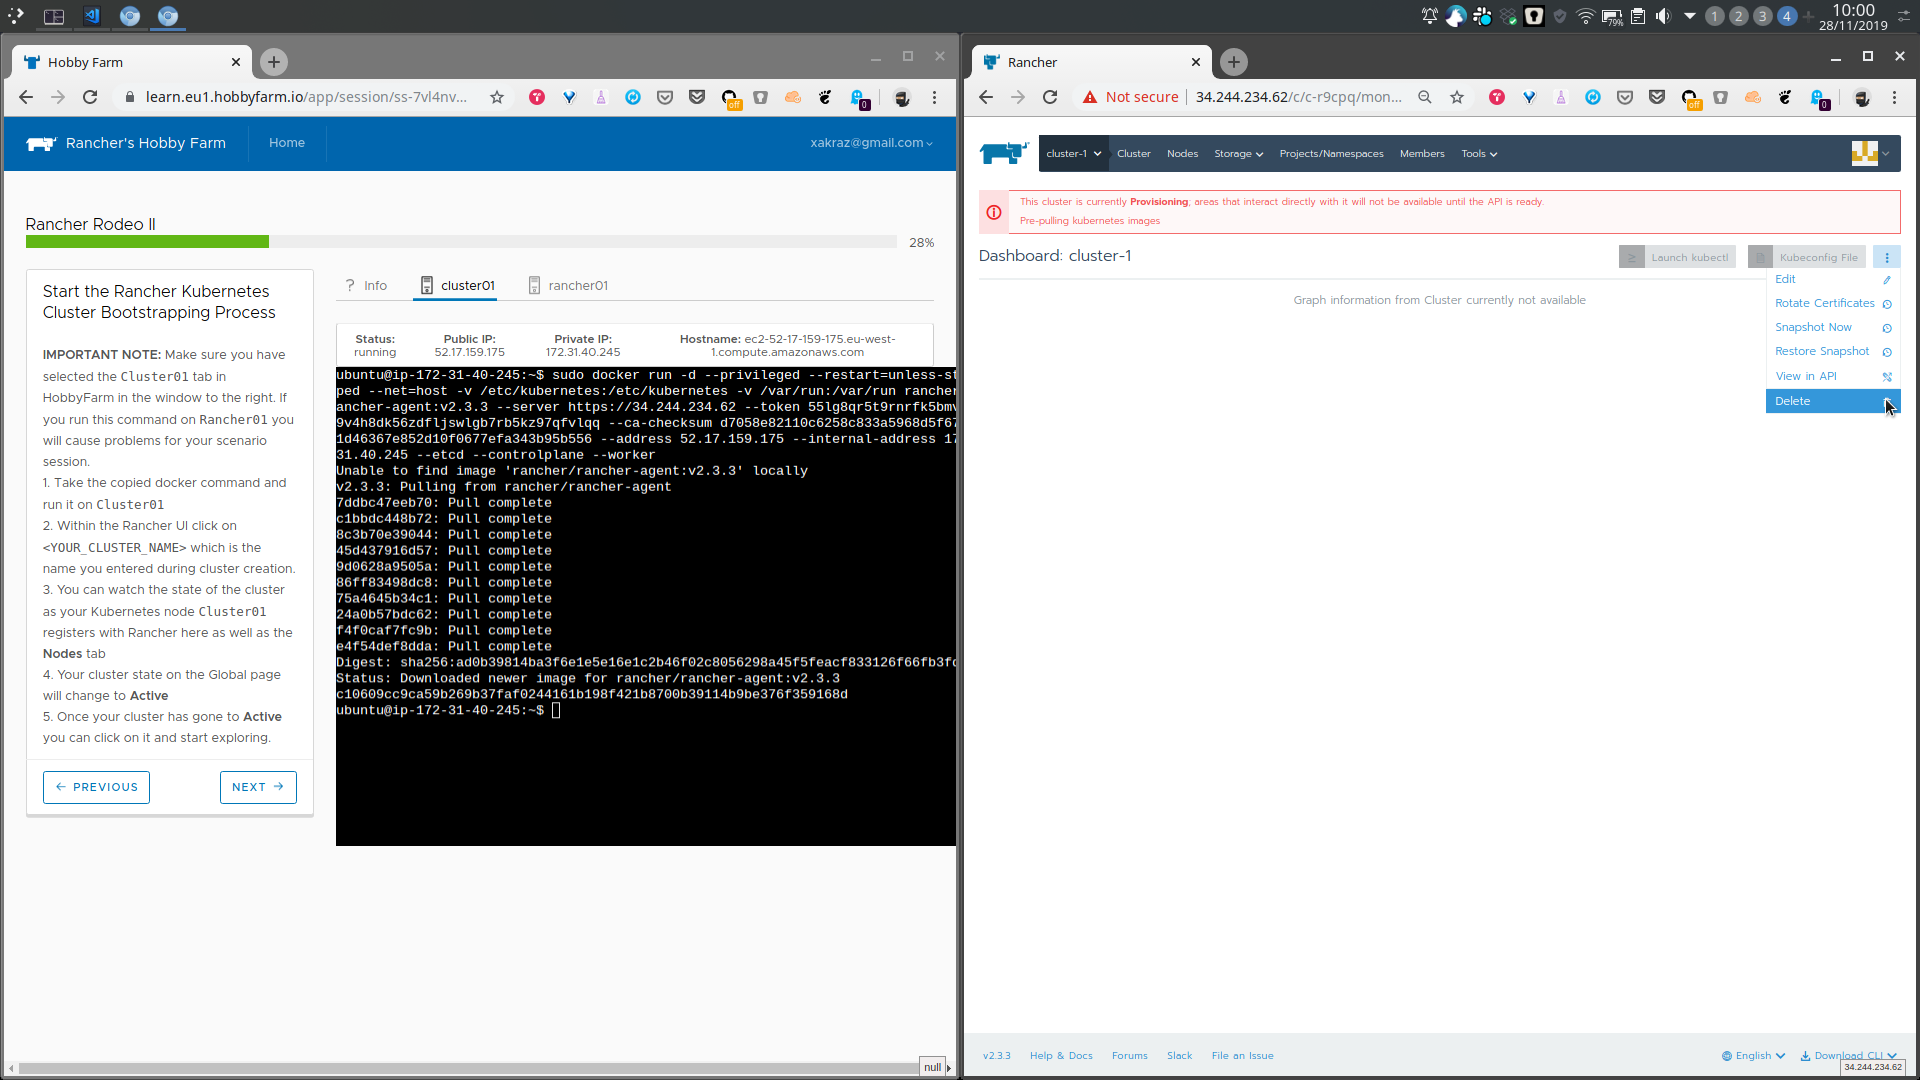 79%
1
2
3
4
10:00
28/11/2019
Hobby Farm
learn.eu1.hobbyfarm.io/app/session/ss-7vl4nv...
off
0
Rancher's Hobby Farm
Home
xakraz@gmail.com
Rancher Rodeo II
28%
Start the Rancher Kubernetes
Cluster Bootstrapping Process
IMPORTANT NOTE: Make sure you have
selected the Cluster01 tab in
HobbyFarm in the window to the right. If
you run this command on Rancher01 you
will cause problems for your scenario
session.
1. Take the copied docker command and
run it on Cluster01
2. Within the Rancher UI click on
<YOUR_CLUSTER_NAME> which is the
name you entered during cluster creation.
3. You can watch the state of the cluster
as your Kubernetes node Cluster01
registers with Rancher here as well as the
Nodes tab
4. Your cluster state on the Global page
will change to Active
5. Once your cluster has gone to Active
you can click on it and start exploring.
← PREVIOUS
NEXT →
? Info
cluster01
rancher01
Status:
running
Public IP:
52.17.159.175
Private IP:
172.31.40.245
Hostname: ec2-52-17-159-175.eu-west-
1.compute.amazonaws.com
ubuntu@ip-172-31-40-245:~$ sudo docker run -d --privileged --restart=unless-st
ped --net=host -v /etc/kubernetes:/etc/kubernetes -v /var/run:/var/run rancher
ancher-agent:v2.3.3 --server https://34.244.234.62 --token 55lg8qr5t9rnrfk5bmv
9v4h8dk56zdfljswlgb7rb5kz97qfvlqq --ca-checksum d7058e82110c6258c833a5968d5f67
1d46367e852d10f0677efa343b95b556 --address 52.17.159.175 --internal-address 17
31.40.245 --etcd --controlplane --worker
Unable to find image 'rancher/rancher-agent:v2.3.3' locally
v2.3.3: Pulling from rancher/rancher-agent
7ddbc47eeb70: Pull complete
c1bbdc448b72: Pull complete
8c3b70e39044: Pull complete
45d437916d57: Pull complete
9d0628a9505a: Pull complete
86ff83498dc8: Pull complete
75a4645b34c1: Pull complete
24a0b57bdc62: Pull complete
f4f0caf7fc9b: Pull complete
e4f54def8dda: Pull complete
Digest: sha256:ad0b39814ba3f6e1e5e16e1c2b46f02c8056298a45f5feacf833126f66fb3fc
Status: Downloaded newer image for rancher/rancher-agent:v2.3.3
c10609cc9ca59b269b37faf0244161b198f421b8700b39114b9be376f359168d
ubuntu@ip-172-31-40-245:~$
null
Rancher
Not secure
34.244.234.62/c/c-r9cpq/mon...
off
0
cluster-1
Cluster
Nodes
Storage
Projects/Namespaces
Members
Tools
This cluster is currently Provisioning; areas that interact directly with it will not be available until the API is ready.
Pre-pulling kubernetes images
Dashboard: cluster-1
Launch kubectl
Kubeconfig File
Graph information from Cluster currently not available
Edit
Rotate Certificates
Snapshot Now
Restore Snapshot
View in API
Delete
v2.3.3
Help & Docs
Forums
Slack
File an Issue
English
Download CLI
34.244.234.62